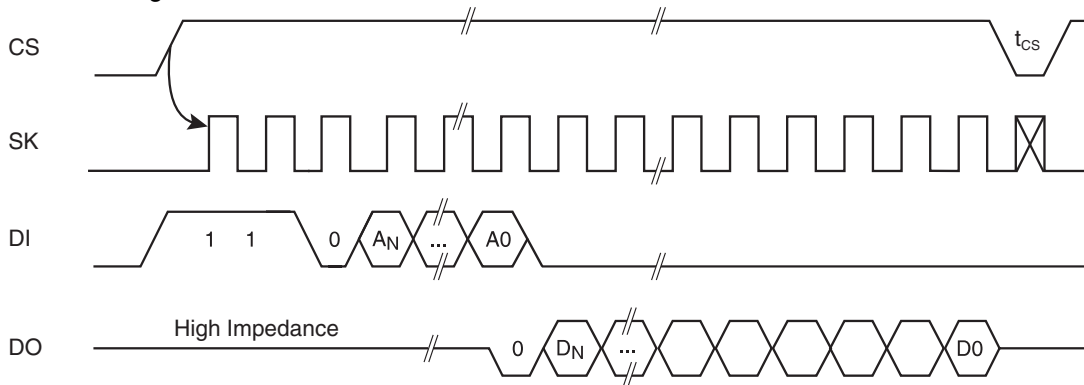 CS
t_CS
SK
DI
1 1 0 A_N ... A0
High Impedance
DO
0 D_N ... D0